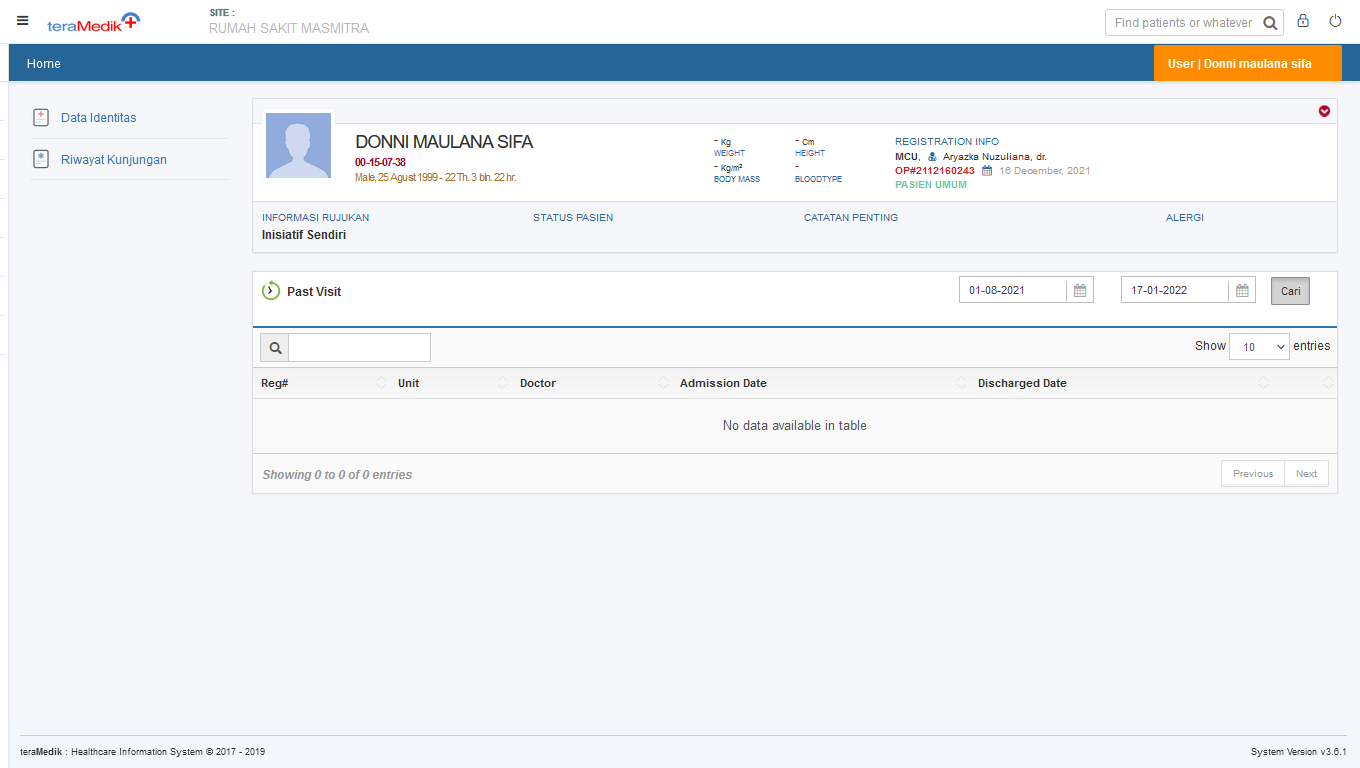 teraMedik
SITE :
RUMAH SAKIT MASMITRA
Find patients or whatever
Home
User | Donni maulana sifa
Data Identitas
Riwayat Kunjungan
DONNI MAULANA SIFA
00-15-07-38
Male, 25 Agust 1999 - 22 Th. 3 bln. 22 hr.
- Kg
WEIGHT
- Cm
HEIGHT
- Kg/m²
BODY MASS
-
BLOODTYPE
REGISTRATION INFO
MCU, Aryazka Nuzuliana, dr.
OP#2112160243 16 December, 2021
PASIEN UMUM
INFORMASI RUJUKAN
Inisiatif Sendiri
STATUS PASIEN
CATATAN PENTING
ALERGI
Past Visit
01-08-2021
17-01-2022
Cari
Show 10 entries
Reg# Unit Doctor Admission Date Discharged Date
No data available in table
Showing 0 to 0 of 0 entries
Previous Next
teraMedik : Healthcare Information System © 2017 - 2019
System Version v3.6.1